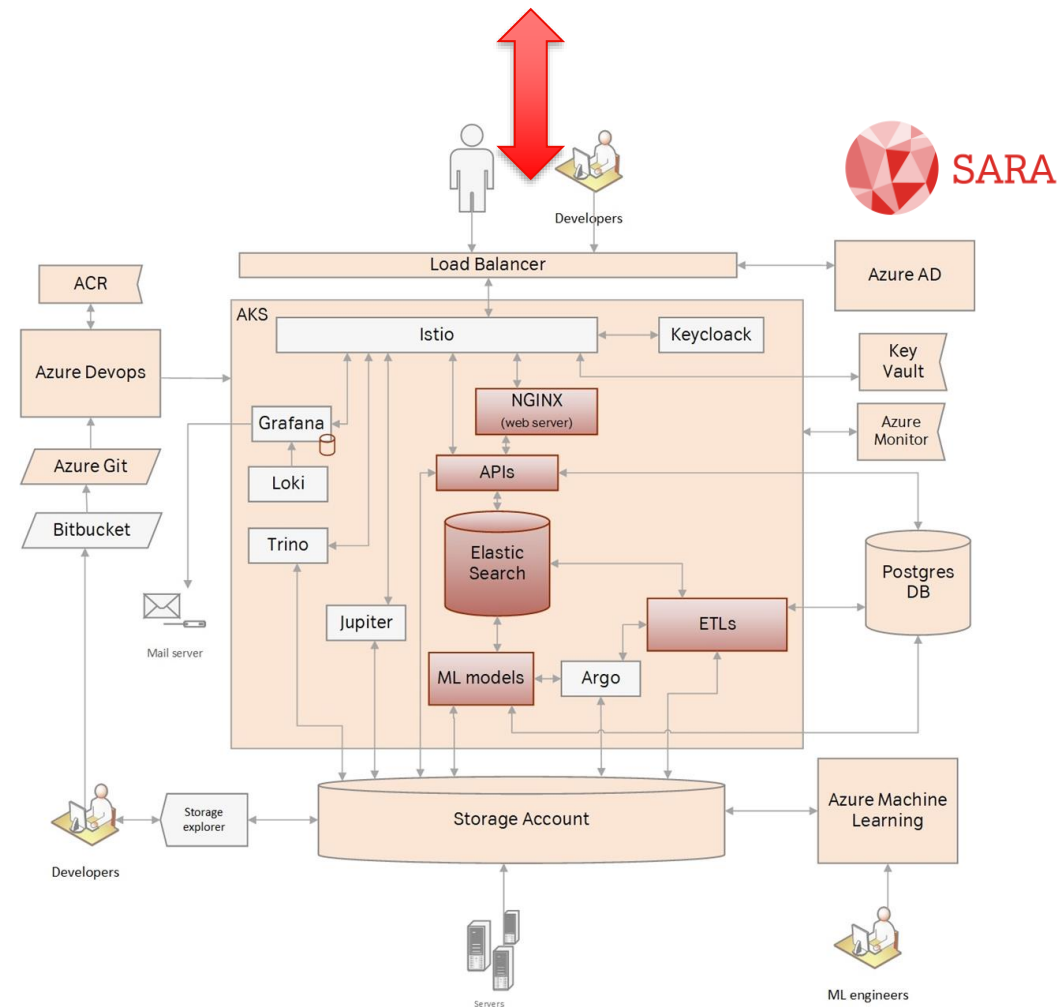 SARA
Developers
Load Balancer
Azure AD
ACR
AKS
Istio
Keycloack
Azure Devops
Key
Vault
NGINX
(web server)
Grafana
Azure
Monitor
Azure Git
APIs
Loki
Bitbucket
Trino
Elastic
Search
Postgres
DB
Jupiter
ETLs
Mail server
ML models
Argo
Storage
explorer
Storage Account
Azure Machine
Learning
Developers
ML engineers
Servers